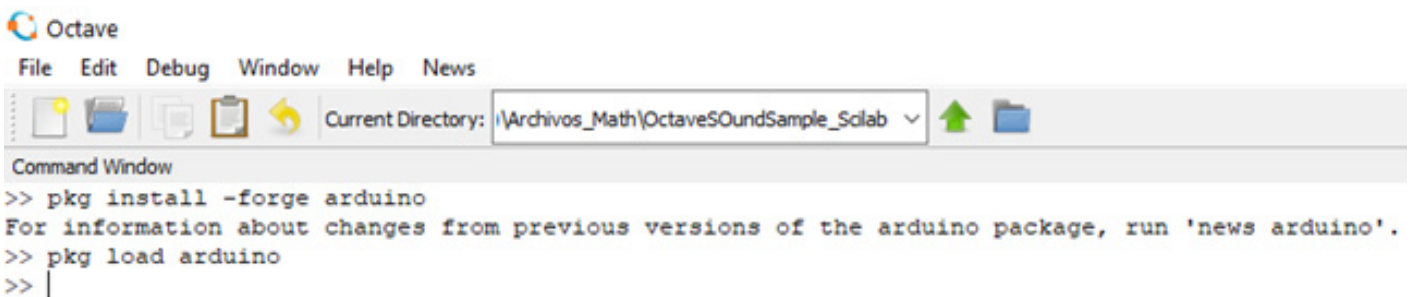 Octave
File Edit Debug Window Help News
Current Directory: \Archivos_Math\OctaveSOundSample_Scilab
Command Window
>> pkg install -forge arduino
For information about changes from previous versions of the arduino package, run 'news arduino'.
>> pkg load arduino
>>